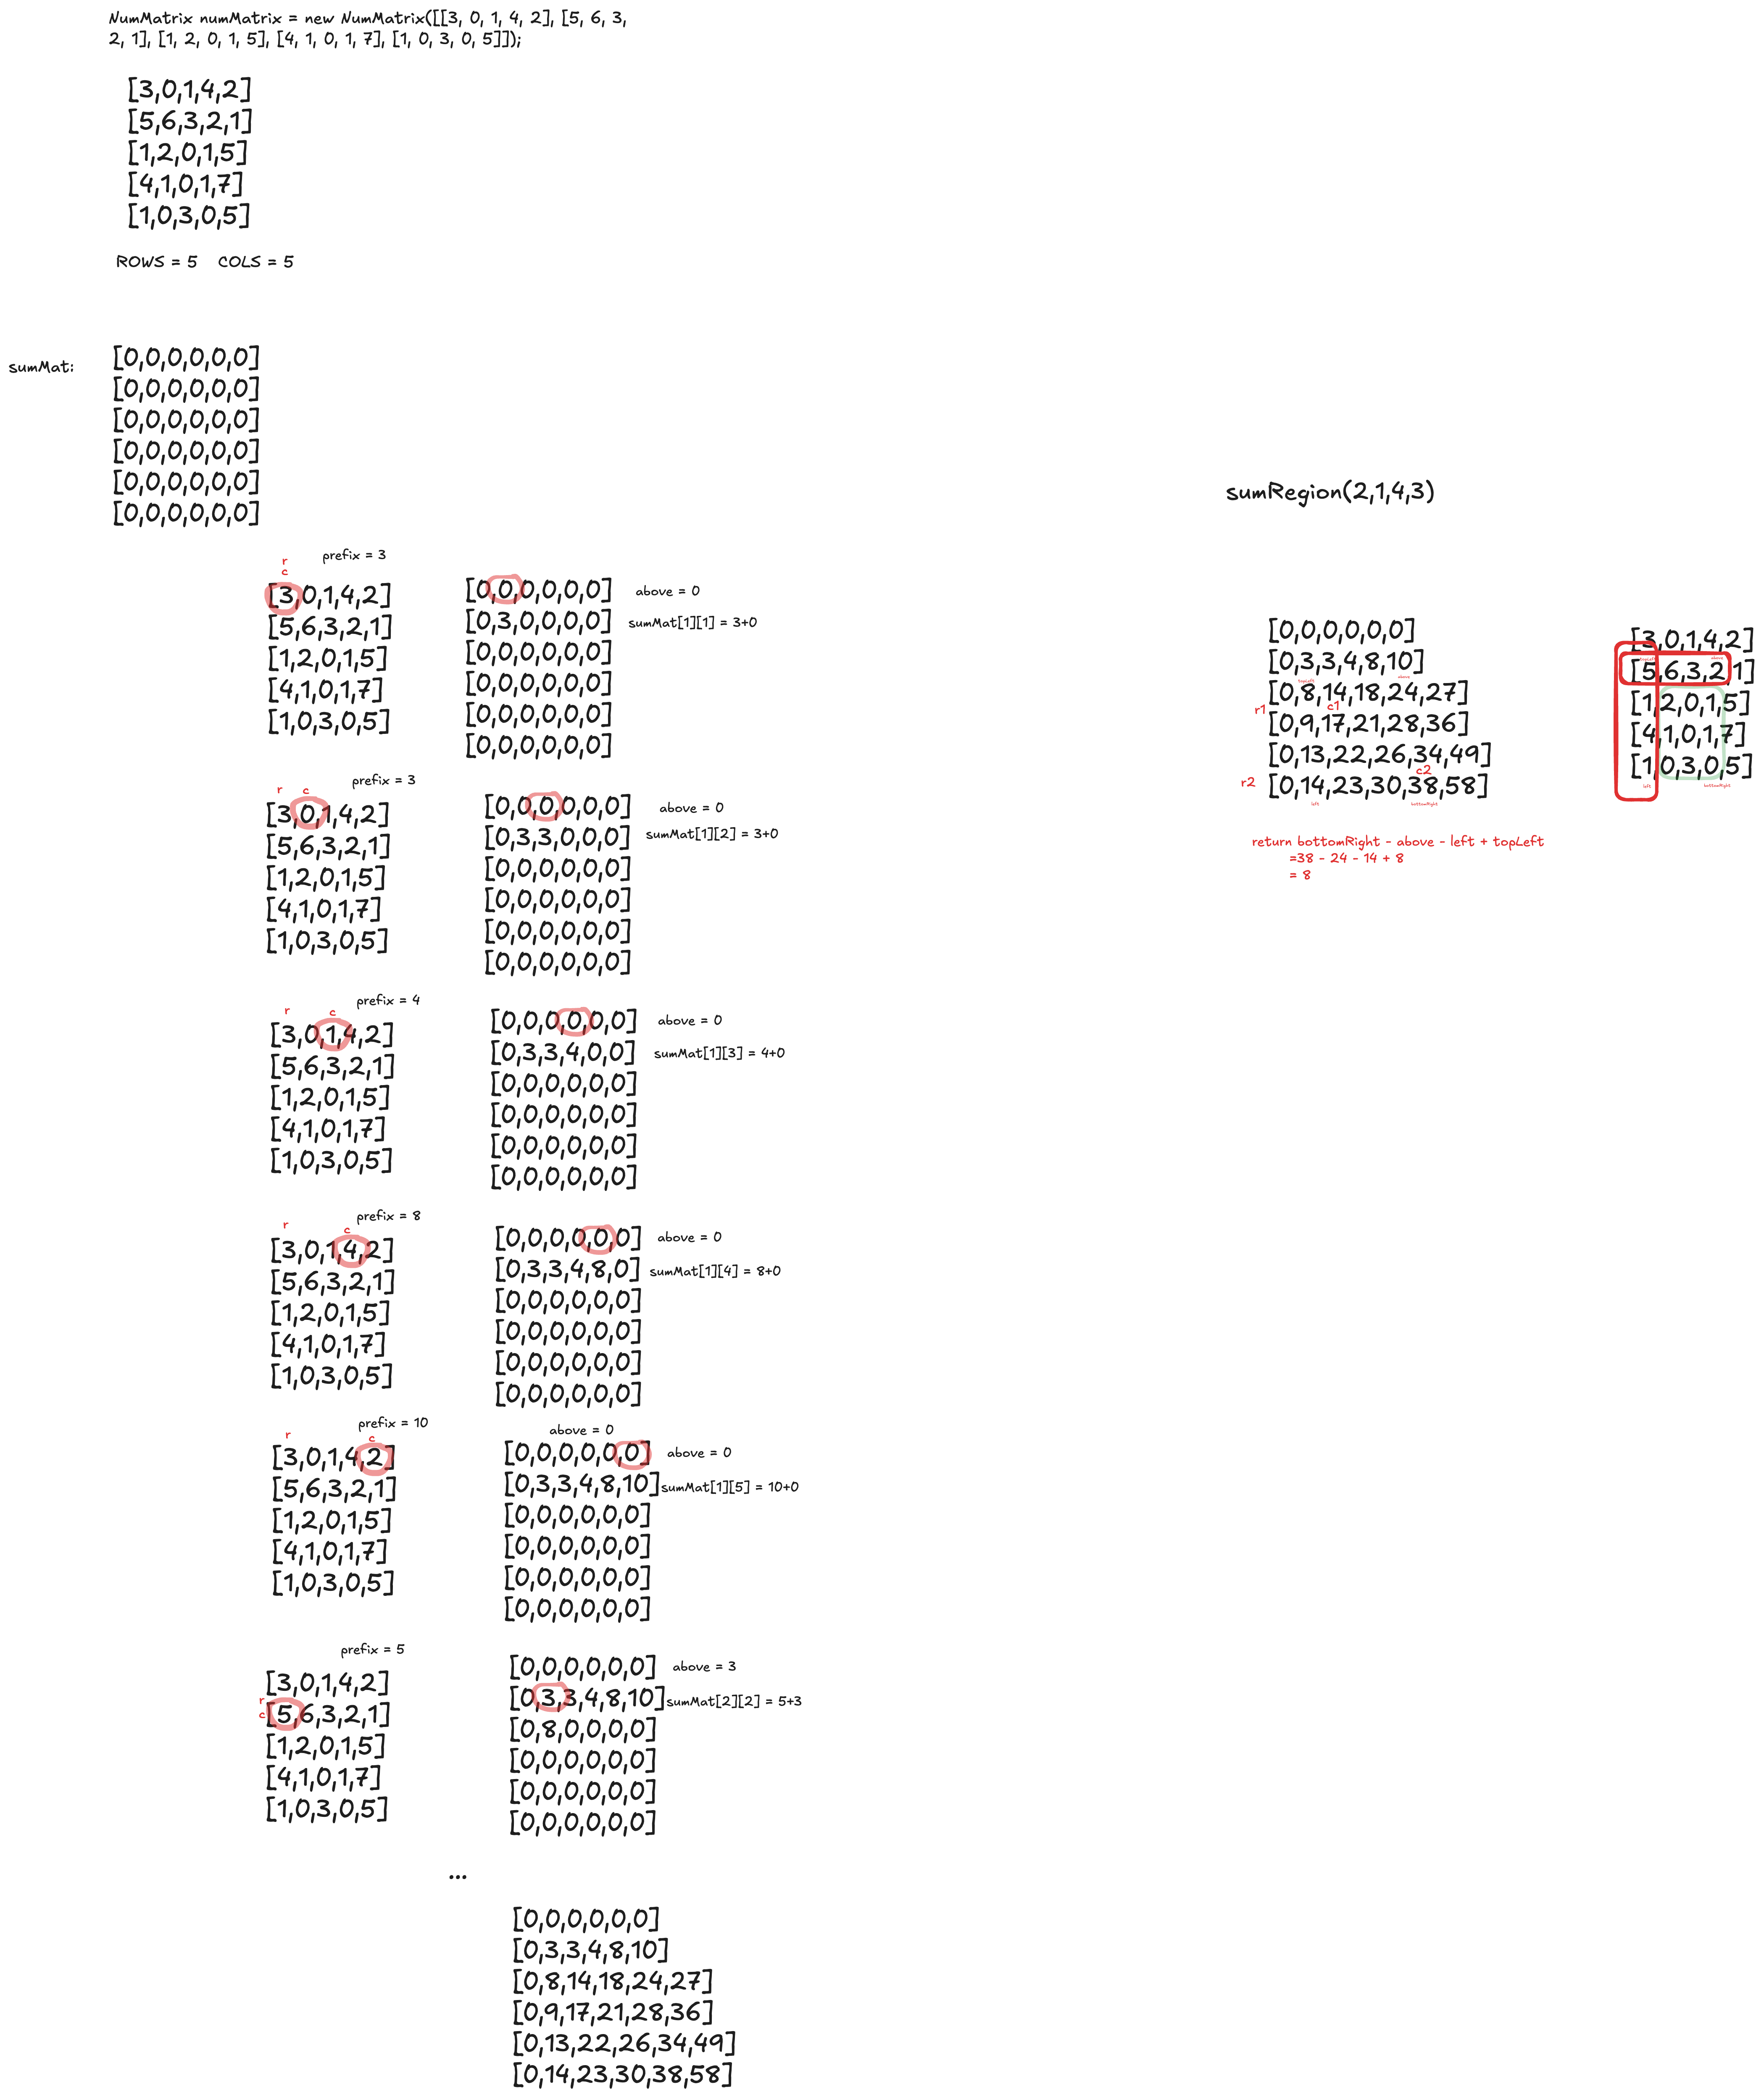 NumMatrix numMatrix = new NumMatrix([[3, 0, 1, 4, 2], [5, 6, 3,
2, 1], [1, 2, 0, 1, 5], [4, 1, 0, 1, 7], [1, 0, 3, 0, 5]]);
[3,0,1,4,2]
[5,6,3,2,1]
[1,2,0,1,5]
[4,1,0,1,7]
[1,0,3,0,5]
ROWS = 5 COLS = 5
sumMat:
[0,0,0,0,0,0]
[0,0,0,0,0,0]
[0,0,0,0,0,0]
[0,0,0,0,0,0]
[0,0,0,0,0,0]
[0,0,0,0,0,0]
prefix = 3
r
c
[3,0,1,4,2]
[5,6,3,2,1]
[1,2,0,1,5]
[4,1,0,1,7]
[1,0,3,0,5]
[0,0,0,0,0,0]
[0,3,0,0,0,0]
[0,0,0,0,0,0]
[0,0,0,0,0,0]
[0,0,0,0,0,0]
[0,0,0,0,0,0]
above = 0
sumMat[1][1] = 3+0
prefix = 3
r c
[3,0,1,4,2]
[5,6,3,2,1]
[1,2,0,1,5]
[4,1,0,1,7]
[1,0,3,0,5]
[0,0,0,0,0,0]
[0,3,3,0,0,0]
[0,0,0,0,0,0]
[0,0,0,0,0,0]
[0,0,0,0,0,0]
[0,0,0,0,0,0]
above = 0
sumMat[1][2] = 3+0
prefix = 4
r c
[3,0,1,4,2]
[5,6,3,2,1]
[1,2,0,1,5]
[4,1,0,1,7]
[1,0,3,0,5]
[0,0,0,0,0,0]
[0,3,3,4,0,0]
[0,0,0,0,0,0]
[0,0,0,0,0,0]
[0,0,0,0,0,0]
[0,0,0,0,0,0]
above = 0
sumMat[1][3] = 4+0
prefix = 8
r c
[3,0,1,4,2]
[5,6,3,2,1]
[1,2,0,1,5]
[4,1,0,1,7]
[1,0,3,0,5]
[0,0,0,0,0,0]
[0,3,3,4,8,0]
[0,0,0,0,0,0]
[0,0,0,0,0,0]
[0,0,0,0,0,0]
[0,0,0,0,0,0]
above = 0
sumMat[1][4] = 8+0
prefix = 10
r c
[3,0,1,4,2]
[5,6,3,2,1]
[1,2,0,1,5]
[4,1,0,1,7]
[1,0,3,0,5]
above = 0
[0,0,0,0,0,0]
[0,3,3,4,8,10]
[0,0,0,0,0,0]
[0,0,0,0,0,0]
[0,0,0,0,0,0]
[0,0,0,0,0,0]
above = 0
sumMat[1][5] = 10+0
prefix = 5
r
c
[3,0,1,4,2]
[5,6,3,2,1]
[1,2,0,1,5]
[4,1,0,1,7]
[1,0,3,0,5]
[0,0,0,0,0,0]
[0,3,3,4,8,10]
[0,8,0,0,0,0]
[0,0,0,0,0,0]
[0,0,0,0,0,0]
[0,0,0,0,0,0]
above = 3
sumMat[2][2] = 5+3
...
[0,0,0,0,0,0]
[0,3,3,4,8,10]
[0,8,14,18,24,27]
[0,9,17,21,28,36]
[0,13,22,26,34,49]
[0,14,23,30,38,58]
sumRegion(2,1,4,3)
[0,0,0,0,0,0]
[0,3,3,4,8,10]
topLeft above
[0,8,14,18,24,27]
r1 c1
[0,9,17,21,28,36]
[0,13,22,26,34,49]
c2
r2 [0,14,23,30,38,58]
left bottomRight
[3,0,1,4,2]
topLeft above
[5,6,3,2,1]
[1,2,0,1,5]
[4,1,0,1,7]
[1,0,3,0,5]
left bottomRight
return bottomRight - above - left + topLeft
=38 - 24 - 14 + 8
= 8